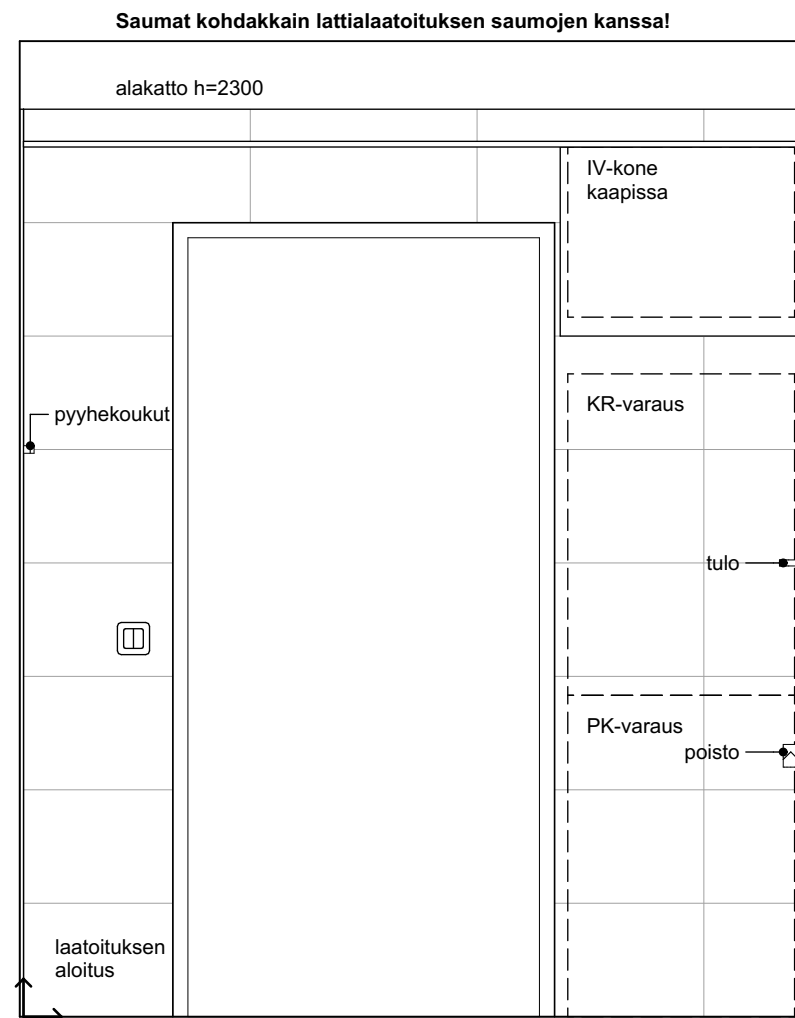 Saumat kohdakkain lattialaatoituksen saumojen kanssa!
alakatto h=2300
IV-kone
kaapissa
KR-varaus
pyyhekoukut
tulo
PK-varaus
poisto
laatoituksen
aloitus